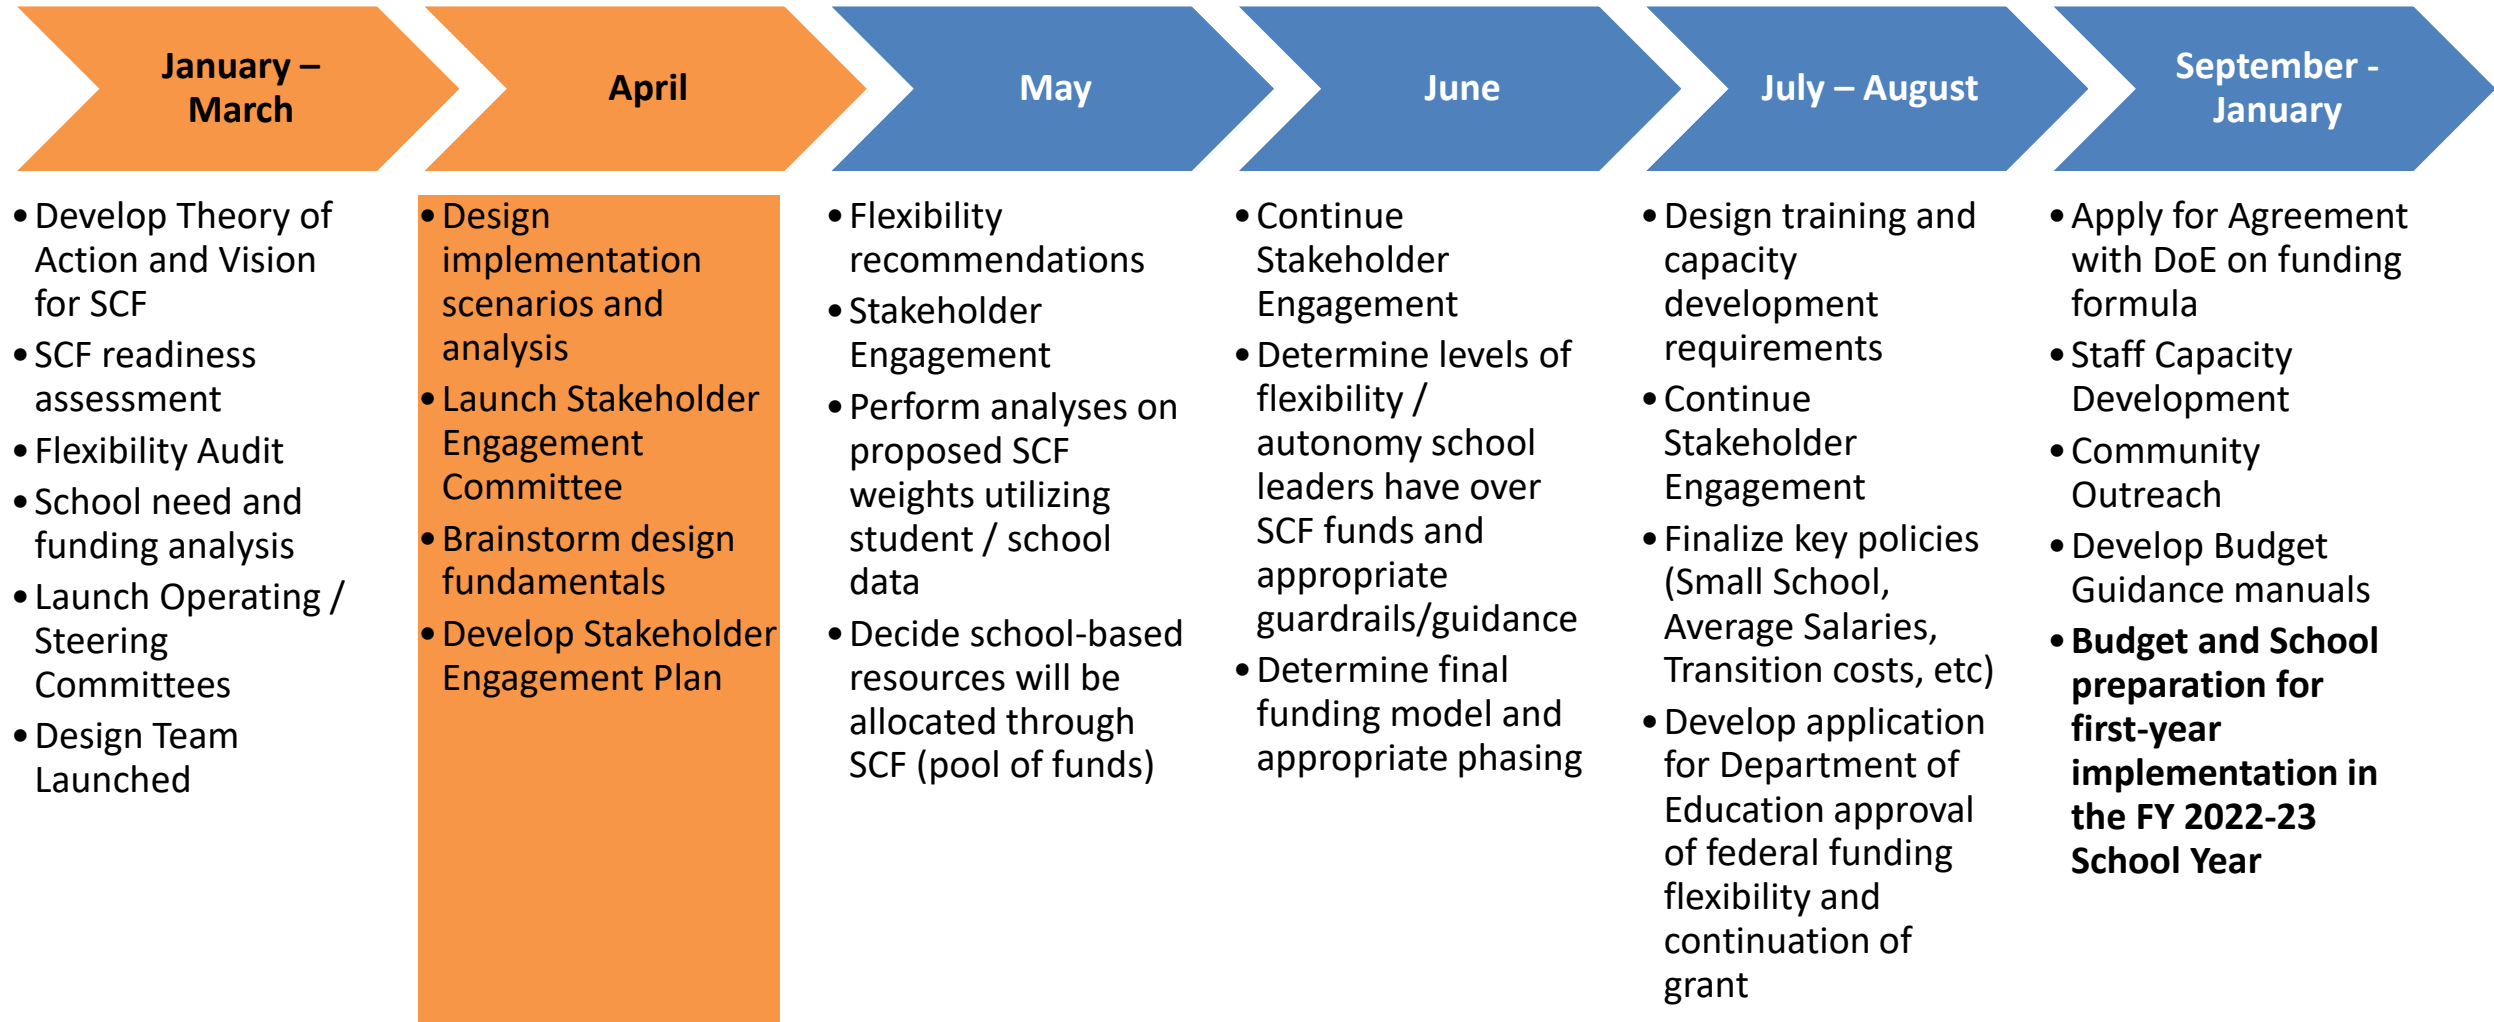 January –
March
April
May
June
July – August
September -
January
•Develop Theory of
Action and Vision
for SCF
•SCF readiness
assessment
•Flexibility Audit
•School need and
funding analysis
•Launch Operating /
Steering
Committees
•Design Team
Launched
•Design
implementation
scenarios and
analysis
•Launch Stakeholder
Engagement
Committee
•Brainstorm design
fundamentals
•Develop Stakeholder
Engagement Plan
•Flexibility
recommendations
•Stakeholder
Engagement
•Perform analyses on
proposed SCF
weights utilizing
student / school
data
•Decide school-based
resources will be
allocated through
SCF (pool of funds)
•Continue
Stakeholder
Engagement
•Determine levels of
flexibility /
autonomy school
leaders have over
SCF funds and
appropriate
guardrails/guidance
•Determine final
funding model and
appropriate phasing
•Design training and
capacity
development
requirements
•Continue
Stakeholder
Engagement
•Finalize key policies
(Small School,
Average Salaries,
Transition costs, etc)
•Develop application
for Department of
Education approval
of federal funding
flexibility and
continuation of
grant
•Apply for Agreement
with DoE on funding
formula
•Staff Capacity
Development
•Community
Outreach
•Develop Budget
Guidance manuals
•Budget and School
preparation for
first-year
implementation in
the FY 2022-23
School Year